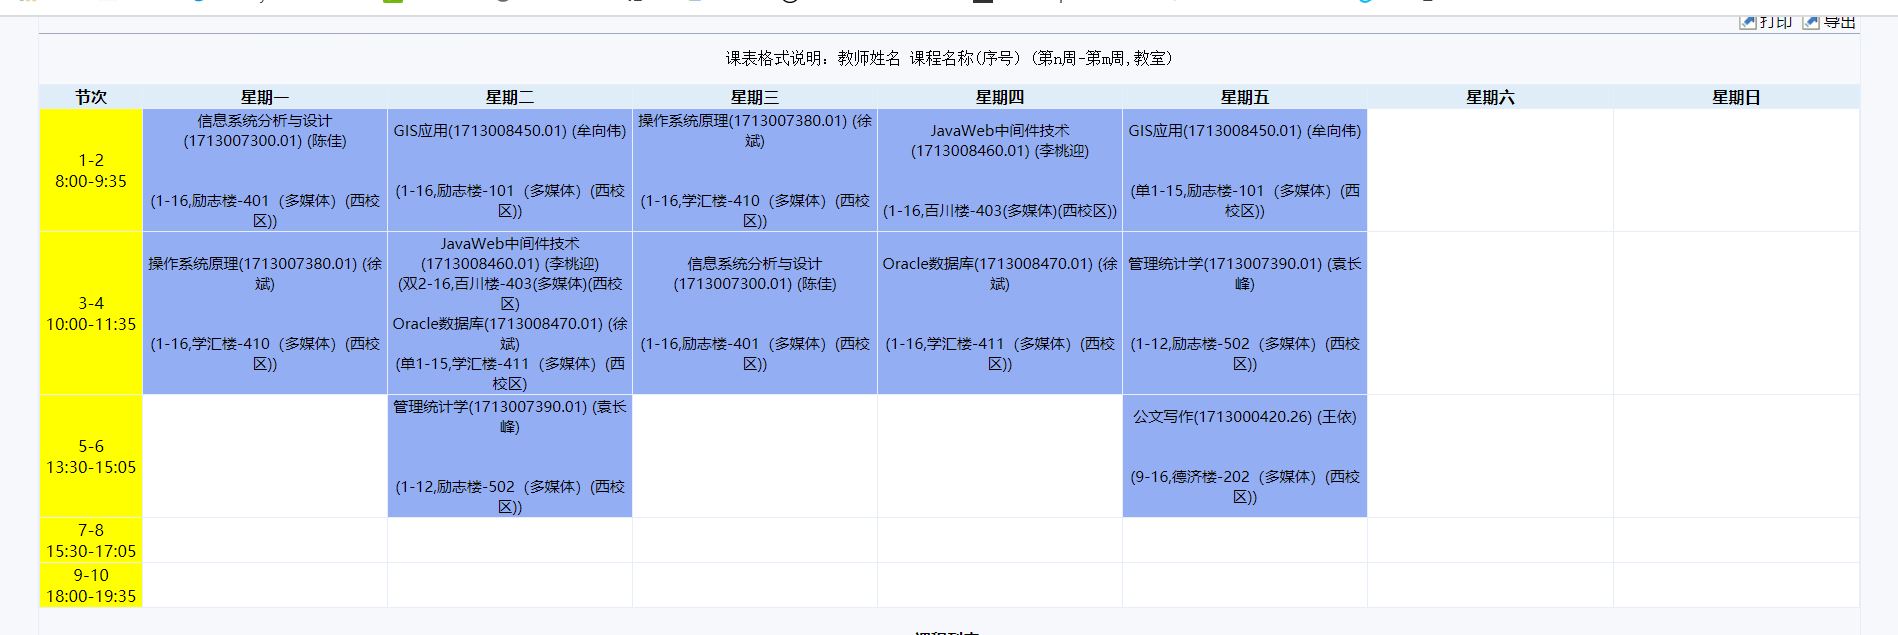 打印 导出
课表格式说明：教师姓名 课程名称(序号) (第n周-第m周,教室)
节次 星期一 星期二 星期三 星期四 星期五 星期六 星期日
1-2
8:00-9:35
信息系统分析与设计
(1713007300.01) (陈佳)
(1-16,励志楼-401（多媒体）(西校
区))
GIS应用(1713008450.01) (牟向伟)
(1-16,励志楼-101（多媒体）(西校
区))
操作系统原理(1713007380.01) (徐
斌)
(1-16,学汇楼-410（多媒体）(西校
区))
JavaWeb中间件技术
(1713008460.01) (李桃迎)
(1-16,百川楼-403(多媒体)(西校区))
GIS应用(1713008450.01) (牟向伟)
(单1-15,励志楼-101（多媒体）(西
校区))
3-4
10:00-11:35
操作系统原理(1713007380.01) (徐
斌)
(1-16,学汇楼-410（多媒体）(西校
区))
JavaWeb中间件技术
(1713008460.01) (李桃迎)
(双2-16,百川楼-403(多媒体)(西校
区)
Oracle数据库(1713008470.01) (徐
斌)
(单1-15,学汇楼-411（多媒体）(西
校区)
信息系统分析与设计
(1713007300.01) (陈佳)
(1-16,励志楼-401（多媒体）(西校
区))
Oracle数据库(1713008470.01) (徐
斌)
(1-16,学汇楼-411（多媒体）(西校
区))
管理统计学(1713007390.01) (袁长
峰)
(1-12,励志楼-502（多媒体）(西校
区))
5-6
13:30-15:05
管理统计学(1713007390.01) (袁长
峰)
(1-12,励志楼-502（多媒体）(西校
区))
公文写作(1713000420.26) (王依)
(9-16,德济楼-202（多媒体）(西校
区))
7-8
15:30-17:05
9-10
18:00-19:35